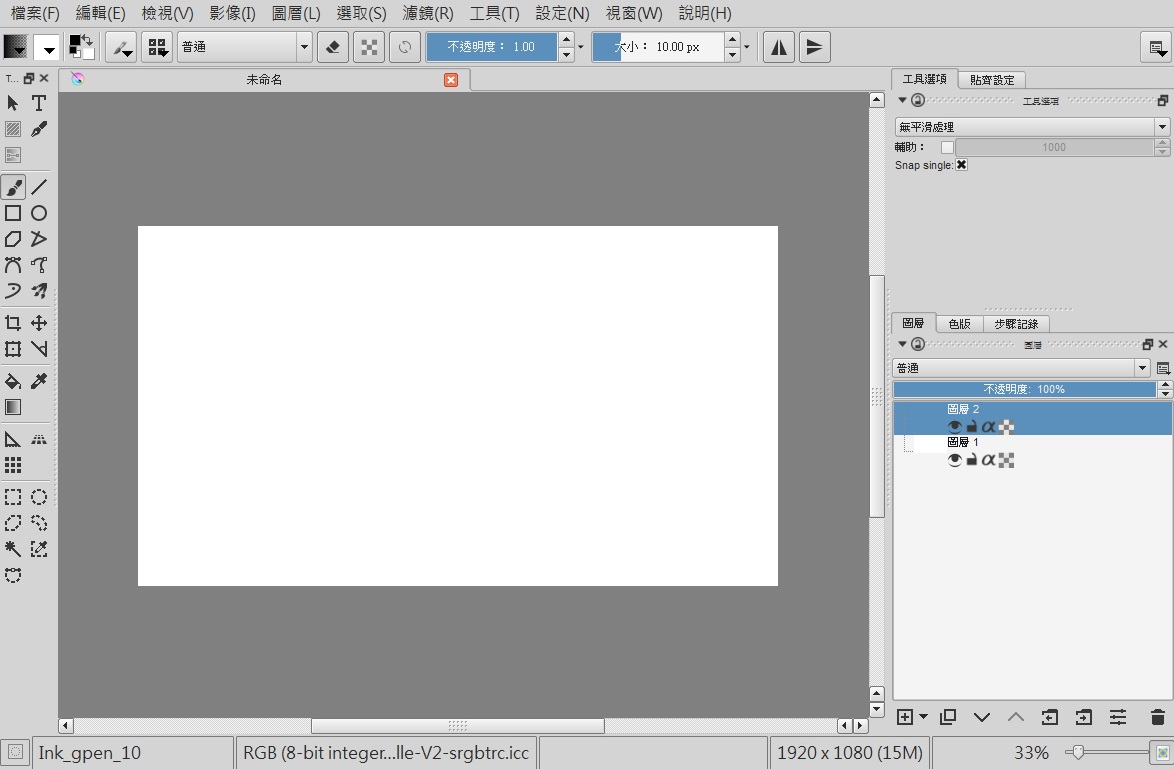 檔案(F) 編輯(E) 檢視(V) 影像(I) 圖層(L) 選取(S) 濾鏡(R) 工具(T) 設定(N) 視窗(W) 說明(H)
普通 不透明度： 1.00 大小： 10.00 px
T... 未命名 工具選項 貼齊設定
工具選項
無平滑處理
輔助： 1000
Snap single:
圖層 色版 步驟記錄
圖層
普通
不透明度: 100%
圖層 2
圖層 1
Ink_gpen_10 RGB (8-bit integer...lle-V2-srgbtrc.icc 1920 x 1080 (15M) 33%